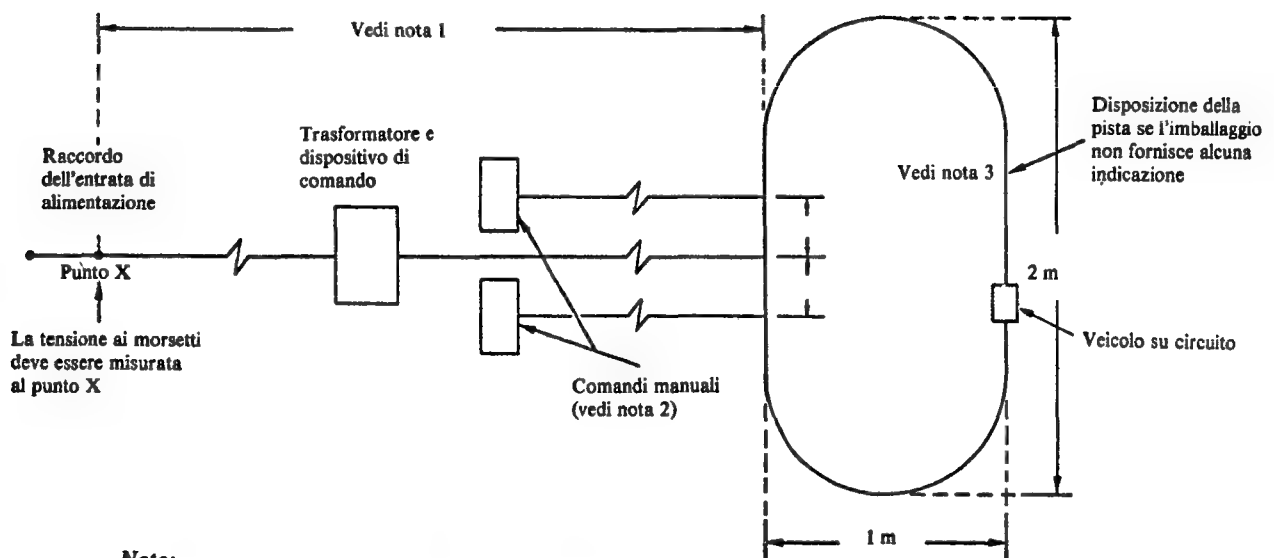 Vedi nota 1
Raccordo
dell'entrata di
alimentazione
Trasformatore e
dispositivo di
comando
Punto X
La tensione ai morsetti
deve essere misurata
al punto X
Comandi manuali
(vedi nota 2)
Vedi nota 3
Disposizione della
pista se l'imballaggio
non fornisce alcuna
indicazione
2 m
Veicolo su circuito
1 m
Note: